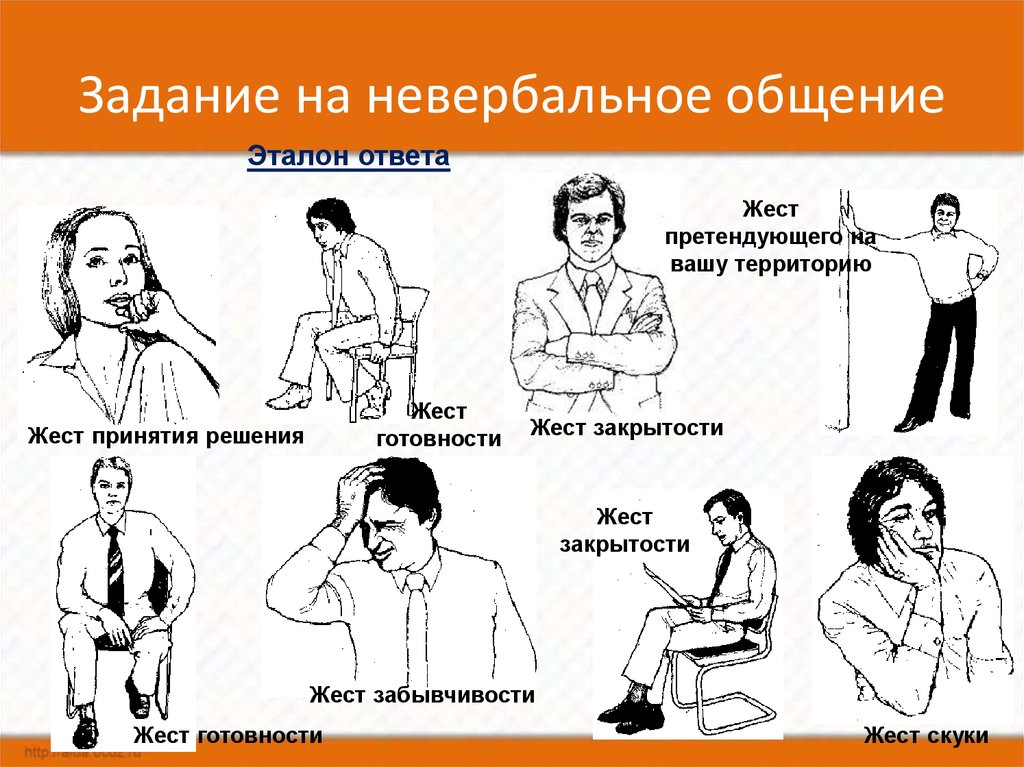 Задание на невербальное общение
Эталон ответа
Жест
претендующего на
вашу территорию
Жест принятия решения
Жест
готовности
Жест закрытости
Жест
закрытости
Жест забывчивости
Жест готовности
Жест скуки